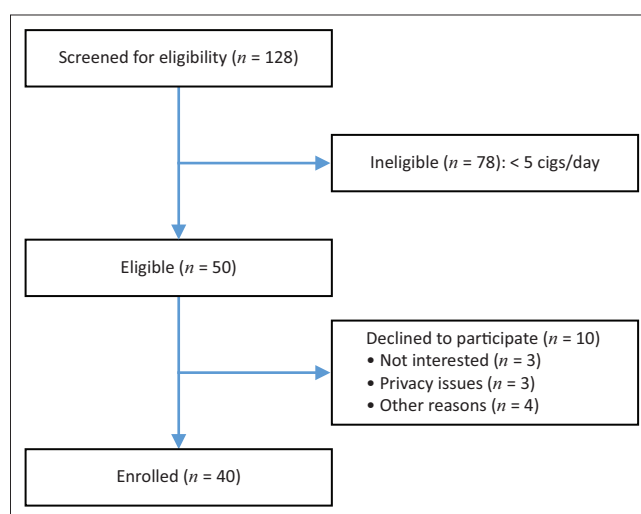 Screened for eligibility (n = 128)
Ineligible (n = 78): < 5 cigs/day
Eligible (n = 50)
Declined to participate (n = 10)
• Not interested (n = 3)
• Privacy issues (n = 3)
• Other reasons (n = 4)
Enrolled (n = 40)